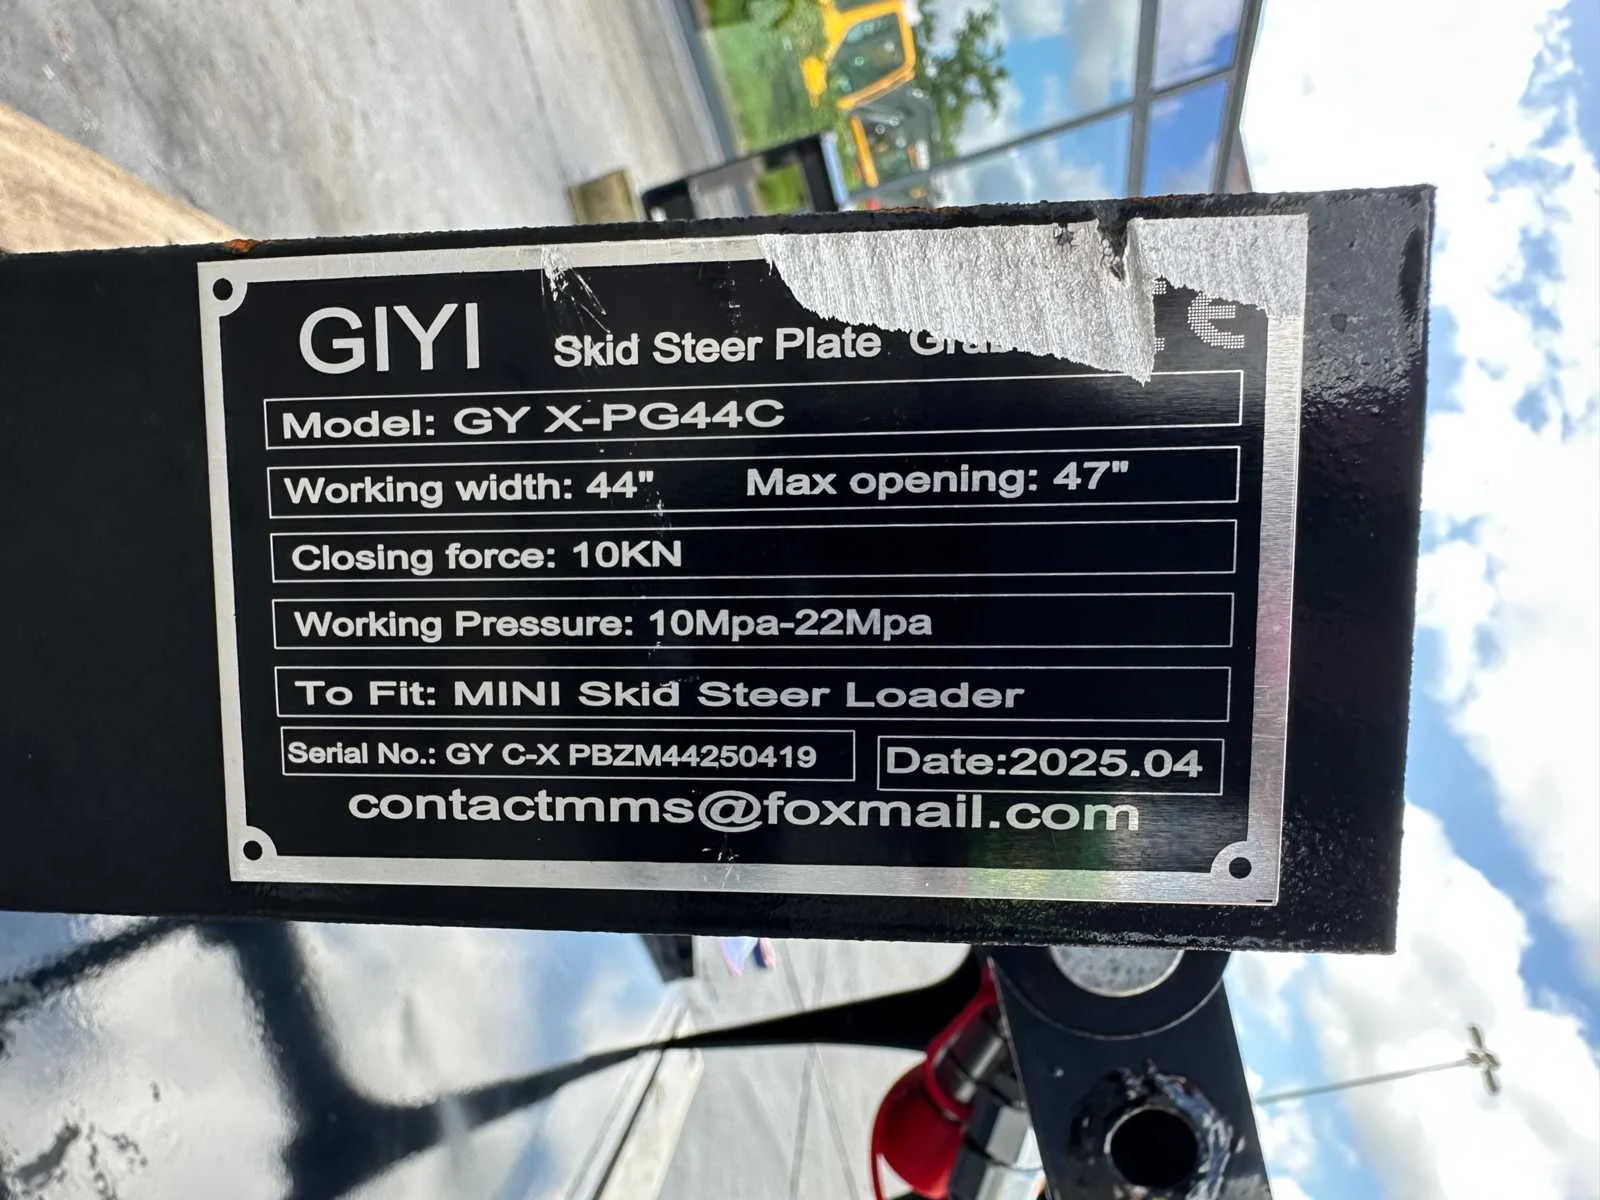 GIYI Skid Steer Plate
Model: GY X-PG44C
Working width: 44" Max opening: 47"
Closing force: 10KN
Working Pressure: 10Mpa-22Mpa
To Fit: MINI Skid Steer Loader
Serial No.: GY C-X PBZM44250419 Date:2025.04
contactmms@foxmail.com